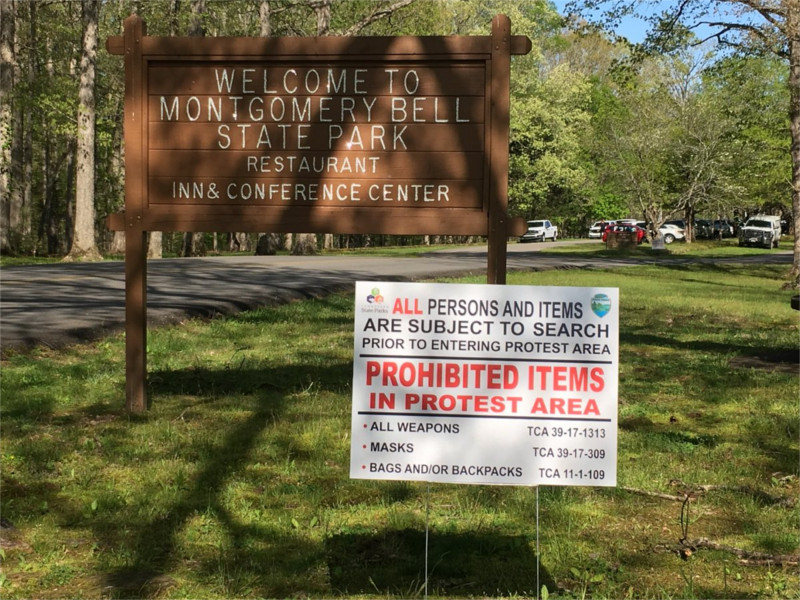 WELCOME TO
MONTGOMERY BELL
STATE PARK
RESTAURANT
INN & CONFERENCE CENTER
State Parks
ALL PERSONS AND ITEMS
ARE SUBJECT TO SEARCH
PRIOR TO ENTERING PROTEST AREA
PROHIBITED ITEMS
IN PROTEST AREA
• ALL WEAPONS TCA 39-17-1313
• MASKS TCA 39-17-309
• BAGS AND/OR BACKPACKS TCA 11-1-109